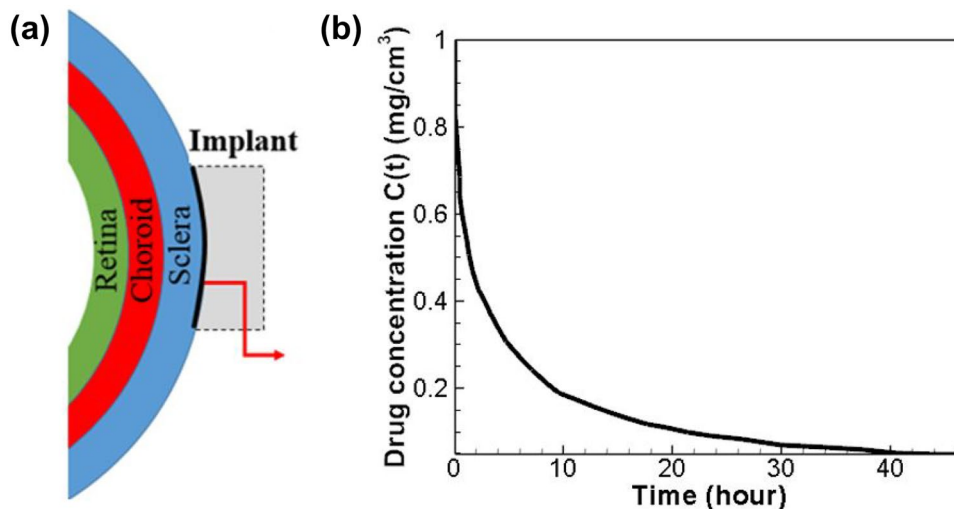 (a)
Implant
Retina
Choroid
Sclera
(b)
Drug concentration C(t) (mg/cm³)
1
0.8
0.6
0.4
0.2
0 10 20 30 40
Time (hour)